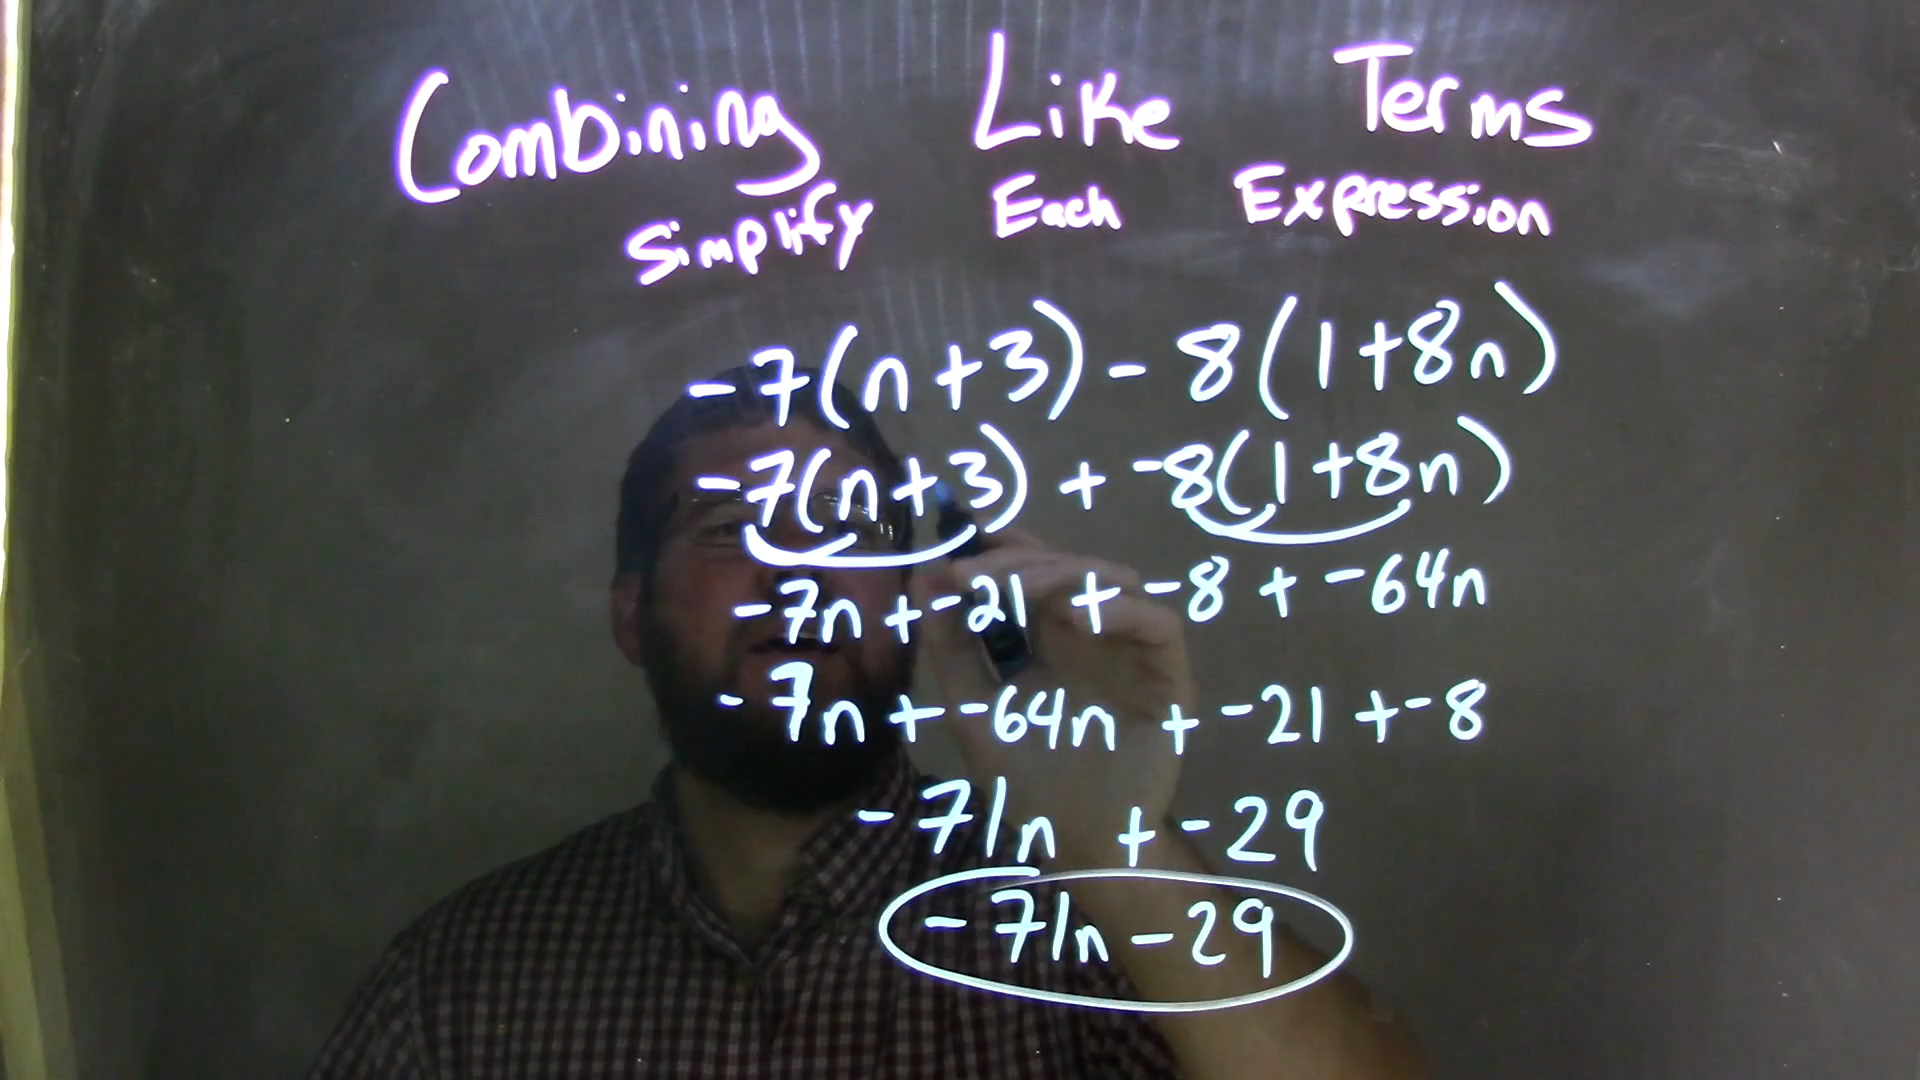 Combining Like Terms
Simplify Each Expression
-7(n+3)-8(1+8n)
-7(n+3)+-8(1+8n)
-7n+-21+-8+-64n
-7n+-64n+-21+-8
-71n+-29
-71n-29